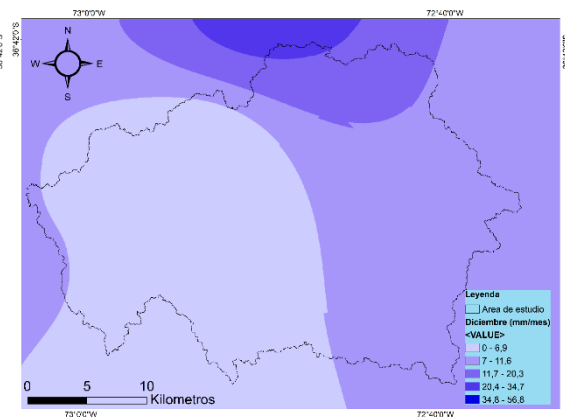 73°0'0"W 72°40'0"W
36°42'0"S
N
W E
S
Leyenda
Area de estudio
Diciembre (mm/mes)
<VALUE>
0 - 6,9
7 - 11,6
11,7 - 20,3
20,4 - 34,7
34,8 - 56,8
0 5 10
Kilometros
73°0'0"W 72°40'0"W